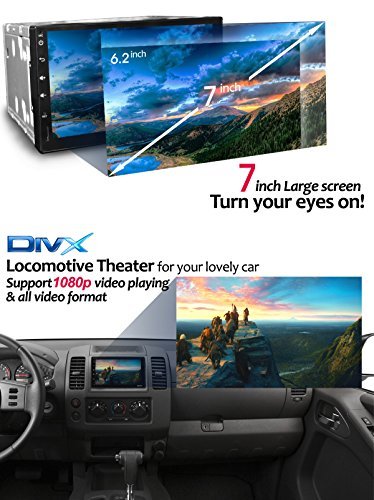 6.2 inch
7 inch
7 inch Large screen
Turn your eyes on!
DIVX
Locomotive Theater for your lovely car
Support 1080p video playing
& all video format